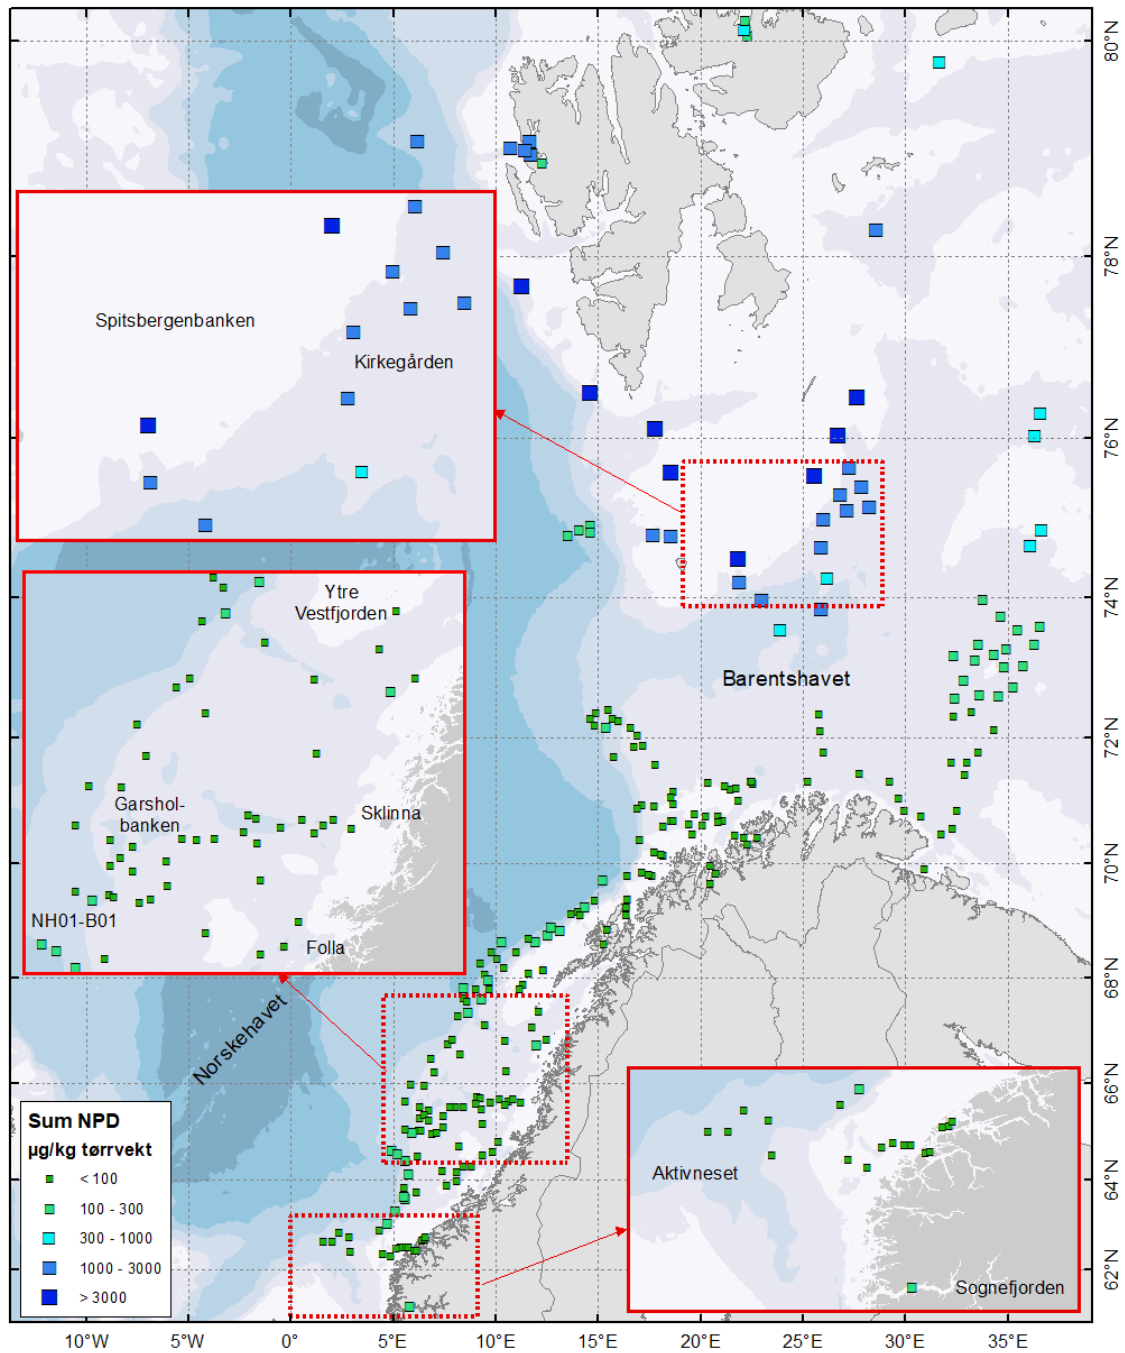 80°N
78°N
Spitsbergenbanken
Kirkegården
76°N
74°N
Ytre
Vestfjorden
Barentshavet
72°N
Garshol-
banken
Sklinna
70°N
NH01-B01
Folla
68°N
Norskehavet
66°N
Sum NPD
µg/kg tørrvekt
< 100
100 - 300
300 - 1000
1000 - 3000
> 3000
Aktivneset
64°N
62°N
Sognefjorden
10°W
5°W
0°
5°E
10°E
15°E
20°E
25°E
30°E
35°E